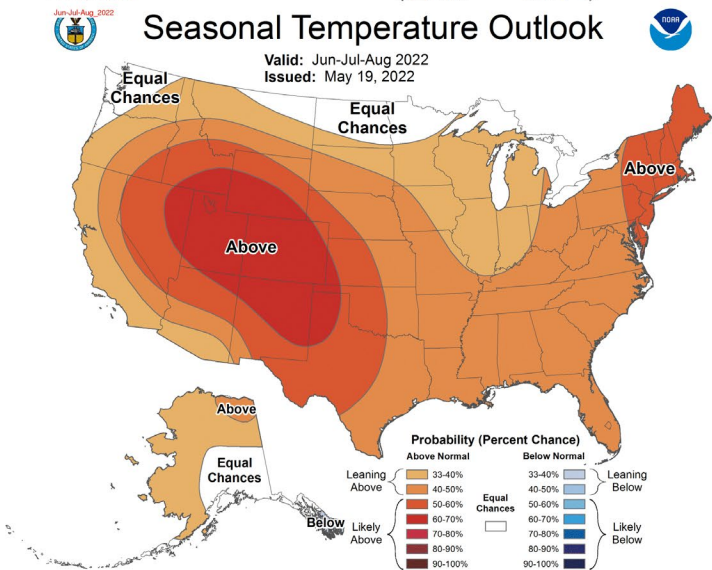 Jun-Jul-Aug_2022
Seasonal Temperature Outlook
NOAA
Valid: Jun-Jul-Aug 2022
Issued: May 19, 2022
Equal
Chances
Equal
Chances
Above
Above
Above
Equal
Chances
Below
Probability (Percent Chance)
Above Normal
Below Normal
Leaning
Above
33-40%
40-50%
Likely
Above
50-60%
60-70%
70-80%
80-90%
90-100%
Equal
Chances
33-40%
40-50%
Leaning
Below
50-60%
60-70%
70-80%
80-90%
90-100%
Likely
Below